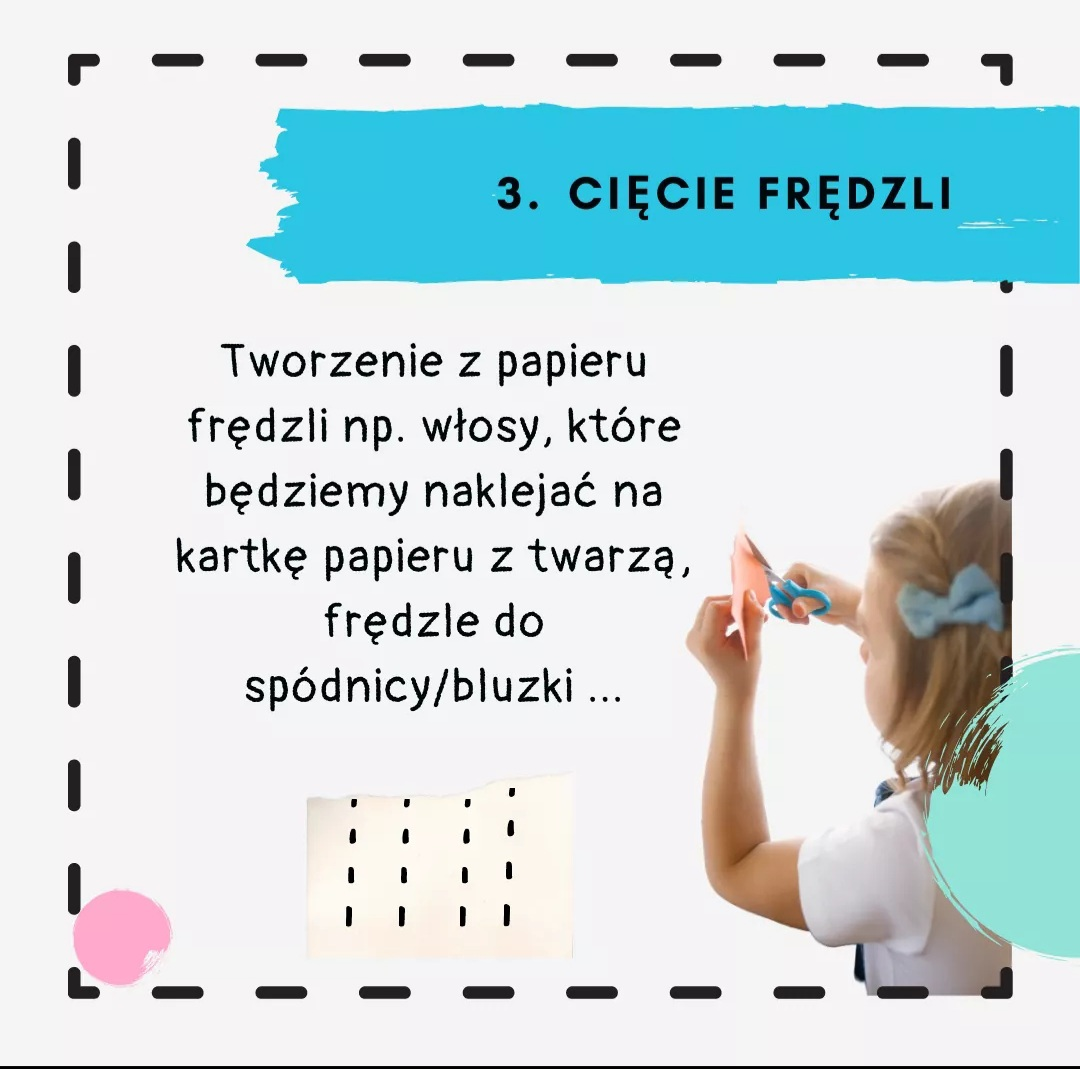 3. CIĘCIE FRĘDZLI
Tworzenie z papieru
frędzli np. włosy, które
będziemy naklejać na
kartkę papieru z twarzą,
frędzle do
spódnicy/bluzki ...